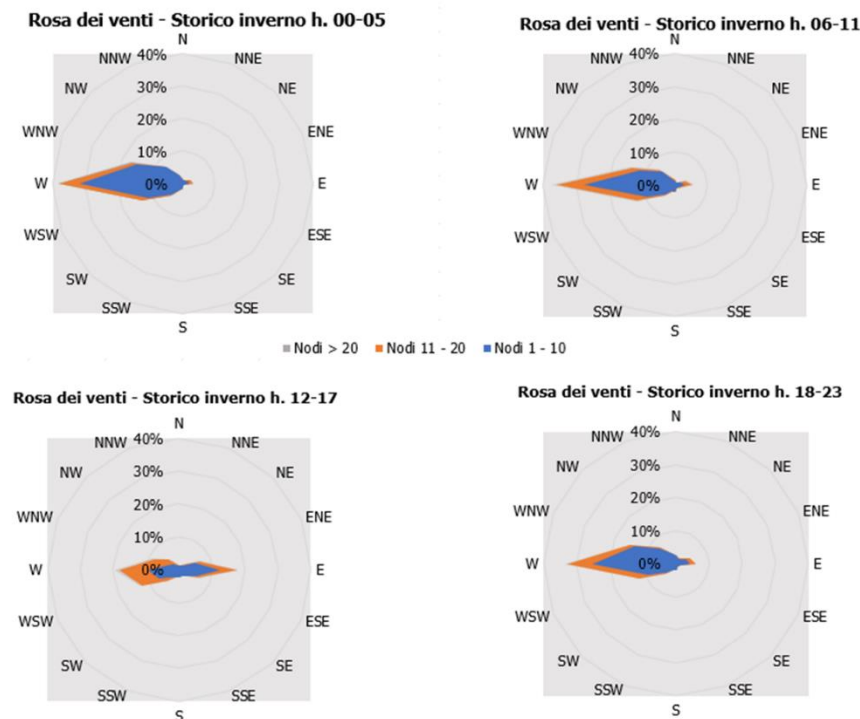 Rosa dei venti - Storico inverno h. 00-05
N
NNE
NE
ENE
E
ESE
SE
SSE
S
SSW
SW
WSW
W
WNW
NW
NNW
40%
30%
20%
10%
0%
Rosa dei venti - Storico inverno h. 06-11
N
NNE
NE
ENE
E
ESE
SE
SSE
S
SSW
SW
WSW
W
WNW
NW
NNW
40%
30%
20%
10%
0%
Nodi > 20 Nodi 11 - 20 Nodi 1 - 10
Rosa dei venti - Storico inverno h. 12-17
N
NNE
NE
ENE
E
ESE
SE
SSE
S
SSW
SW
WSW
W
WNW
NW
NNW
40%
30%
20%
10%
0%
Rosa dei venti - Storico inverno h. 18-23
N
NNE
NE
ENE
E
ESE
SE
SSE
S
SSW
SW
WSW
W
WNW
NW
NNW
40%
30%
20%
10%
0%